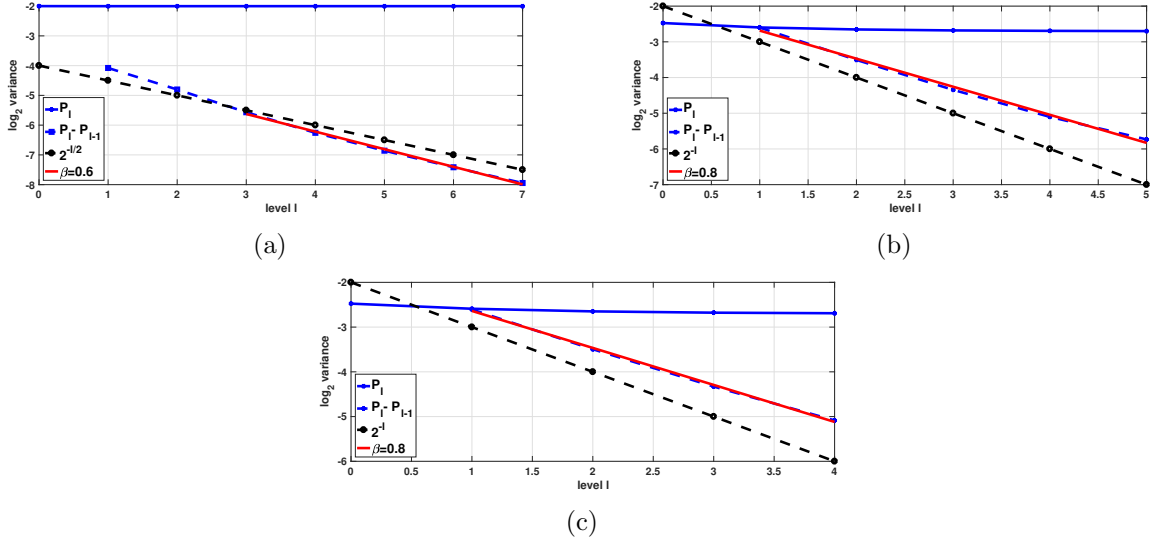 -2
-3
-4
-5
-6
-7
-8
log₂ variance
P_l
P_l- P_{l-1}
2^{-l/2}
β=0.6
0 1 2 3 4 5 6 7
level l
(a)
-2
-3
-4
-5
-6
-7
log₂ variance
P_l
P_l- P_{l-1}
2^{-l}
β=0.8
0 0.5 1 1.5 2 2.5 3 3.5 4 4.5 5
level l
(b)
-2
-3
-4
-5
-6
log₂ variance
P_l
P_l- P_{l-1}
2^{-l}
β=0.8
0 0.5 1 1.5 2 2.5 3 3.5 4
level l
(c)